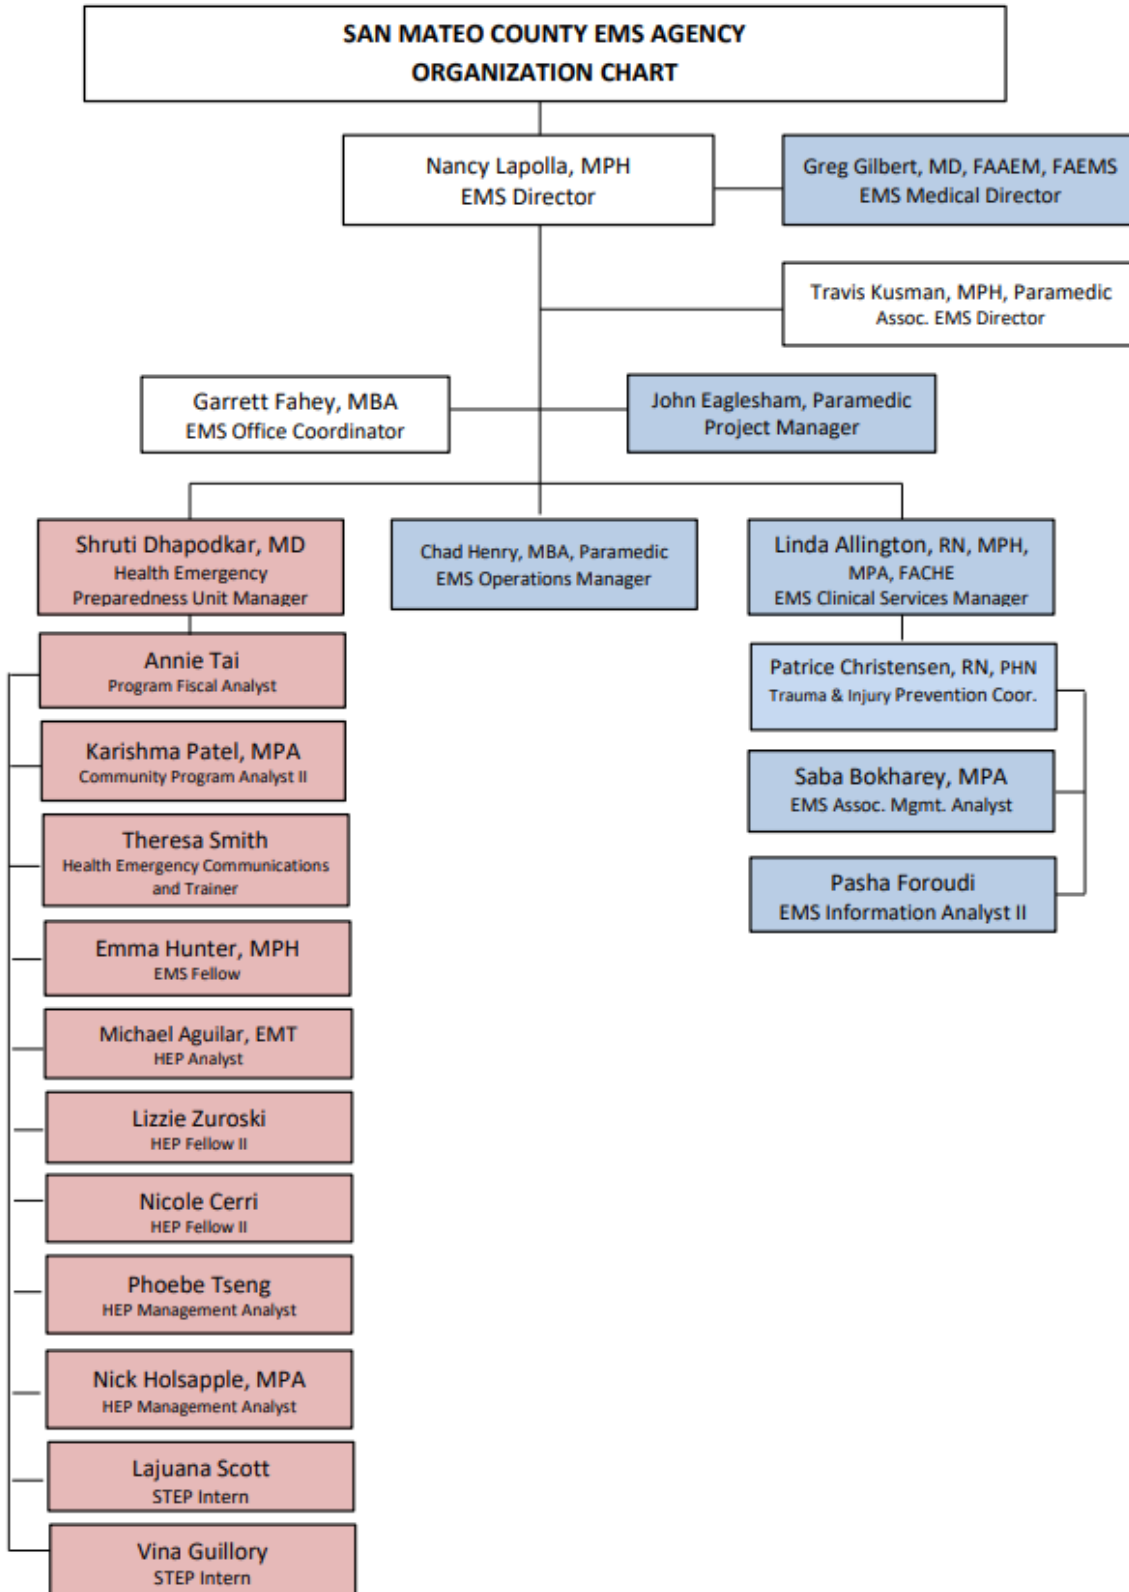 SAN MATEO COUNTY EMS AGENCY
ORGANIZATION CHART
Nancy Lapolla, MPH
EMS Director
Greg Gilbert, MD, FAAEM, FAEMS
EMS Medical Director
Travis Kusman, MPH, Paramedic
Assoc. EMS Director
Garrett Fahey, MBA
EMS Office Coordinator
John Eaglesham, Paramedic
Project Manager
Shruti Dhapodkar, MD
Health Emergency
Preparedness Unit Manager
Chad Henry, MBA, Paramedic
EMS Operations Manager
Linda Allington, RN, MPH,
MPA, FACHE
EMS Clinical Services Manager
Annie Tai
Program Fiscal Analyst
Karishma Patel, MPA
Community Program Analyst II
Theresa Smith
Health Emergency Communications
and Trainer
Emma Hunter, MPH
EMS Fellow
Michael Aguilar, EMT
HEP Analyst
Lizzie Zuroski
HEP Fellow II
Nicole Cerri
HEP Fellow II
Phoebe Tseng
HEP Management Analyst
Nick Holsapple, MPA
HEP Management Analyst
Lajuana Scott
STEP Intern
Vina Guillory
STEP Intern
Patrice Christensen, RN, PHN
Trauma & Injury Prevention Coor.
Saba Bokharey, MPA
EMS Assoc. Mgmt. Analyst
Pasha Foroudi
EMS Information Analyst II